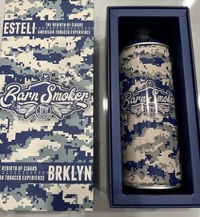 ESTELI
THE REBIRTH OF CIGARS
AMERICAN TOBACCO EXPERIENCE
Barn Smoker
THE REBIRTH OF CIGARS
AMERICAN TOBACCO EXPERIENCE
BRKLYN
Barn Smoker